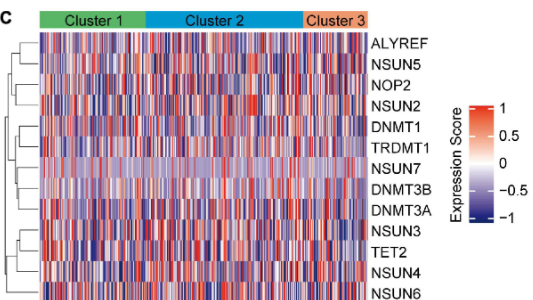 C
Cluster 1 Cluster 2 Cluster 3
ALYREF
NSUN5
NOP2
NSUN2
DNMT1
TRDMT1
NSUN7
DNMT3B
DNMT3A
NSUN3
TET2
NSUN4
NSUN6
Expression Score
1
0.5
0
−0.5
−1